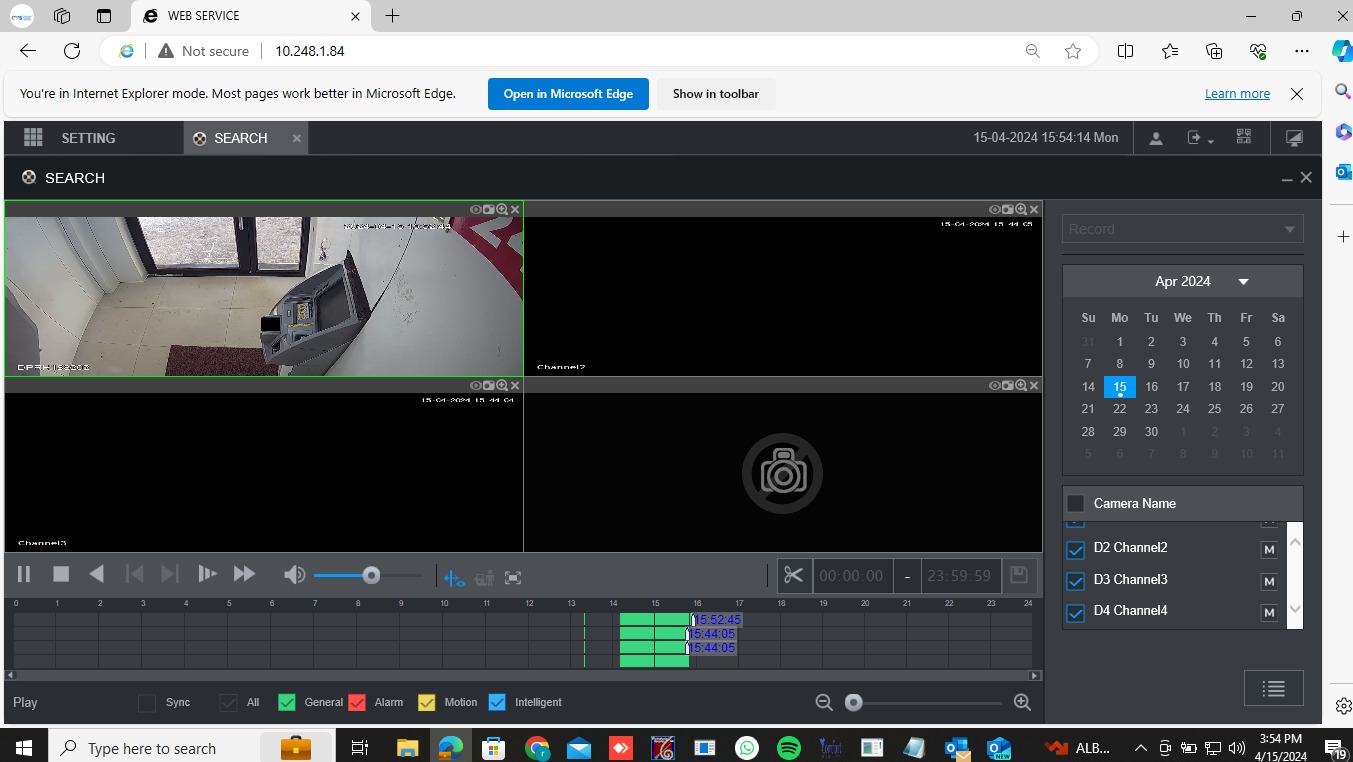 WEB SERVICE
Not secure
10.248.1.84
You're in Internet Explorer mode. Most pages work better in Microsoft Edge.
Open in Microsoft Edge
Show in toolbar
Learn more
SETTING
SEARCH
15-04-2024 15:54:14 Mon
SEARCH
15-04-2024 15:44:05
Channel2
15-04-2024 15:44:04
Channel3
Record
Apr 2024
Su Mo Tu We Th Fr Sa
31 1 2 3 4 5 6
7 8 9 10 11 12 13
14 15 16 17 18 19 20
21 22 23 24 25 26 27
28 29 30 1 2 3 4
5 6 7 8 9 10 11
Camera Name
D2 Channel2 M
D3 Channel3 M
D4 Channel4 M
00:00:00 - 23:59:59
0 1 2 3 4 5 6 7 8 9 10 11 12 13 14 15 16 17 18 19 20 21 22 23 24
15:52:45
15:44:05
15:44:05
Play
Sync
All
General
Alarm
Motion
Intelligent
Type here to search
ALB...
3:54 PM
4/15/2024
19